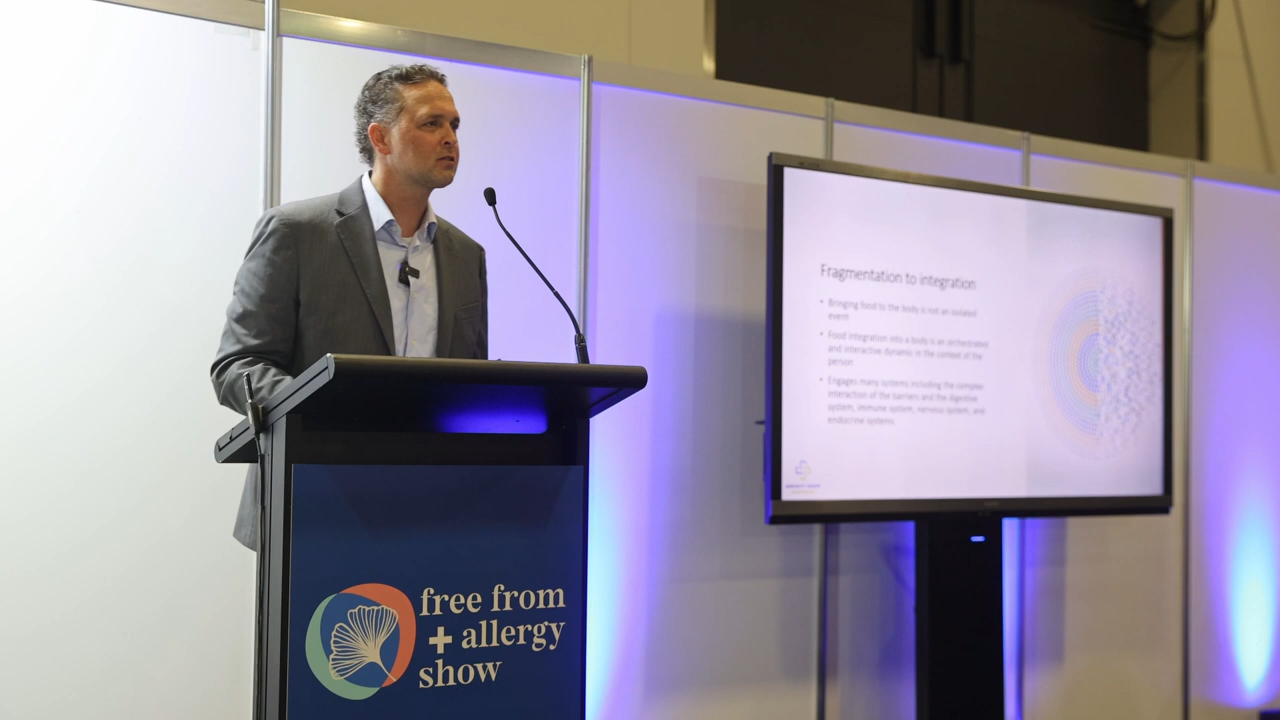 Fragmentation to integration
Bringing food to the body is not an isolated
event
Food integration into a body is an orchestrated
and interactive dynamic in the context of the
person
Engages many systems including the complex
interaction of the barriers and the digestive
system, immune system, nervous system, and
endocrine systems
free from
+ allergy
show